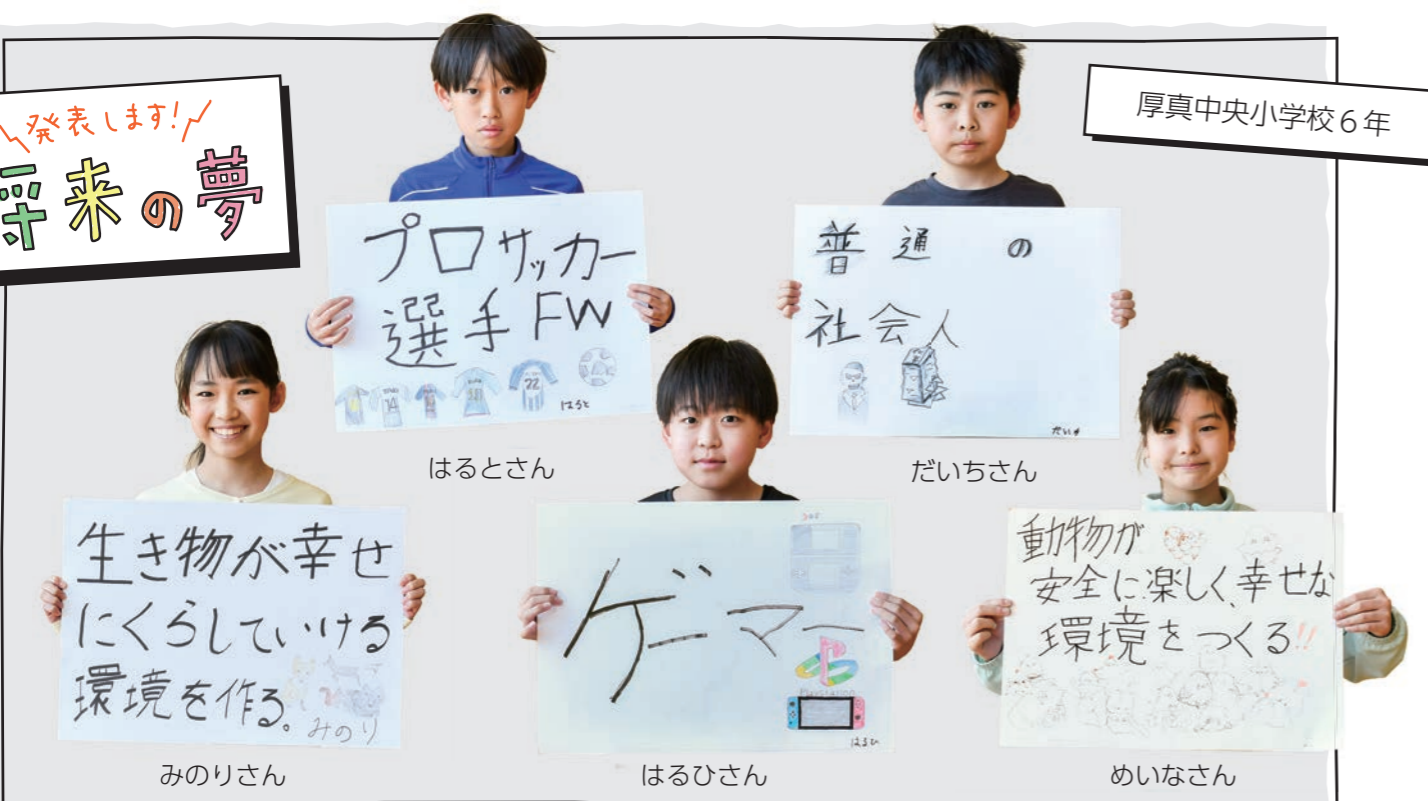 発表します!
将来の夢
厚真中央小学校6年
プロサッカー
選手FW
はると
はるとさん
普通の
社会人
だいち
だいちさん
生き物が幸せ
にくらしていける
環境を作る。
みのり
みのりさん
ゲーマー
3DS
PlayStation
はるひ
はるひさん
動物が
安全に楽しく、幸せな
環境をつくる!!
めいなさん